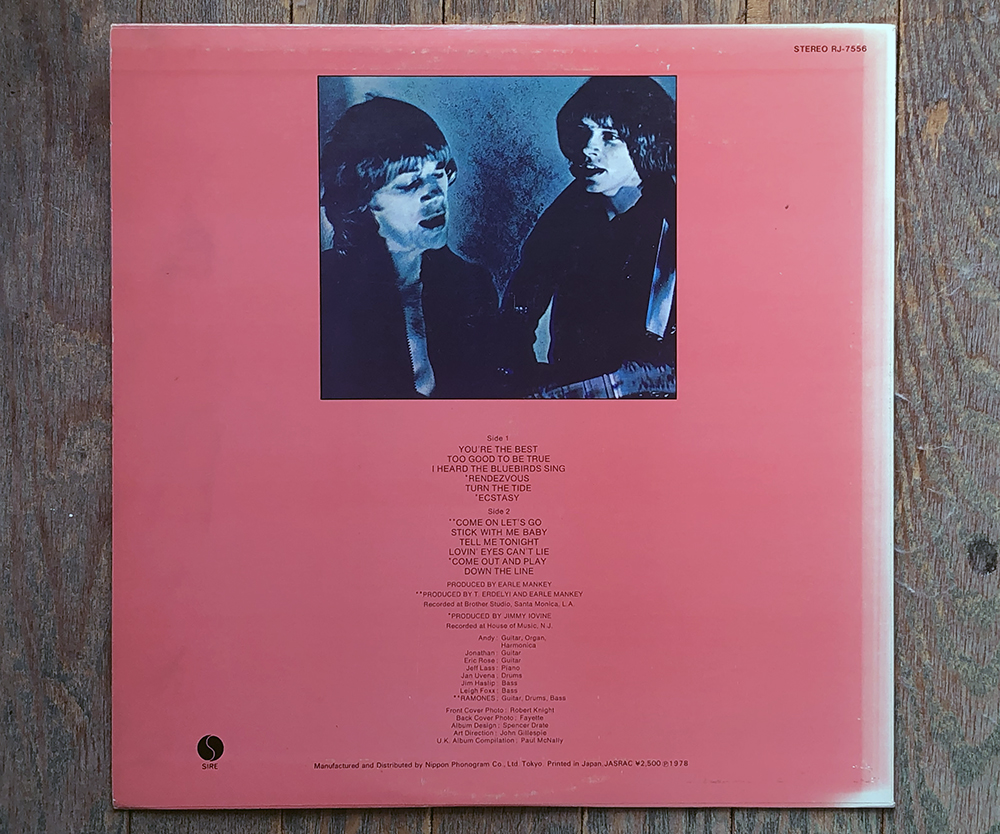 STEREO RJ-7556
Side 1
YOU'RE THE BEST
TOO GOOD TO BE TRUE
I HEARD THE BLUEBIRDS SING
*RENDEZVOUS
TURN THE TIDE
*ECSTASY
Side 2
**COME ON LET'S GO
STICK WITH ME BABY
TELL ME TONIGHT
LOVIN' EYES CAN'T LIE
*COME OUT AND PLAY
DOWN THE LINE
PRODUCED BY EARLE MANKEY
**PRODUCED BY T. ERDELYI AND EARLE MANKEY
Recorded at Brother Studio, Santa Monica, L.A.
*PRODUCED BY JIMMY IOVINE
Recorded at House of Music, N.J.
Andy: Guitar, Organ,
Harmonica
Jonathan: Guitar
Eric Rose: Guitar
Jeff Lass: Piano
Jan Uvena: Drums
Jim Haslip: Bass
Leigh Foxx: Bass
**RAMONES: Guitar, Drums, Bass
Front Cover Photo: Robert Knight
Back Cover Photo: Fayette
Album Design: Spencer Drate
Art Direction: John Gillespie
U.K. Album Compilation: Paul McNally
SIRE
Manufactured and Distributed by Nippon Phonogram Co., Ltd. Tokyo. Printed in Japan. JASRAC ¥2,500 ℗1978